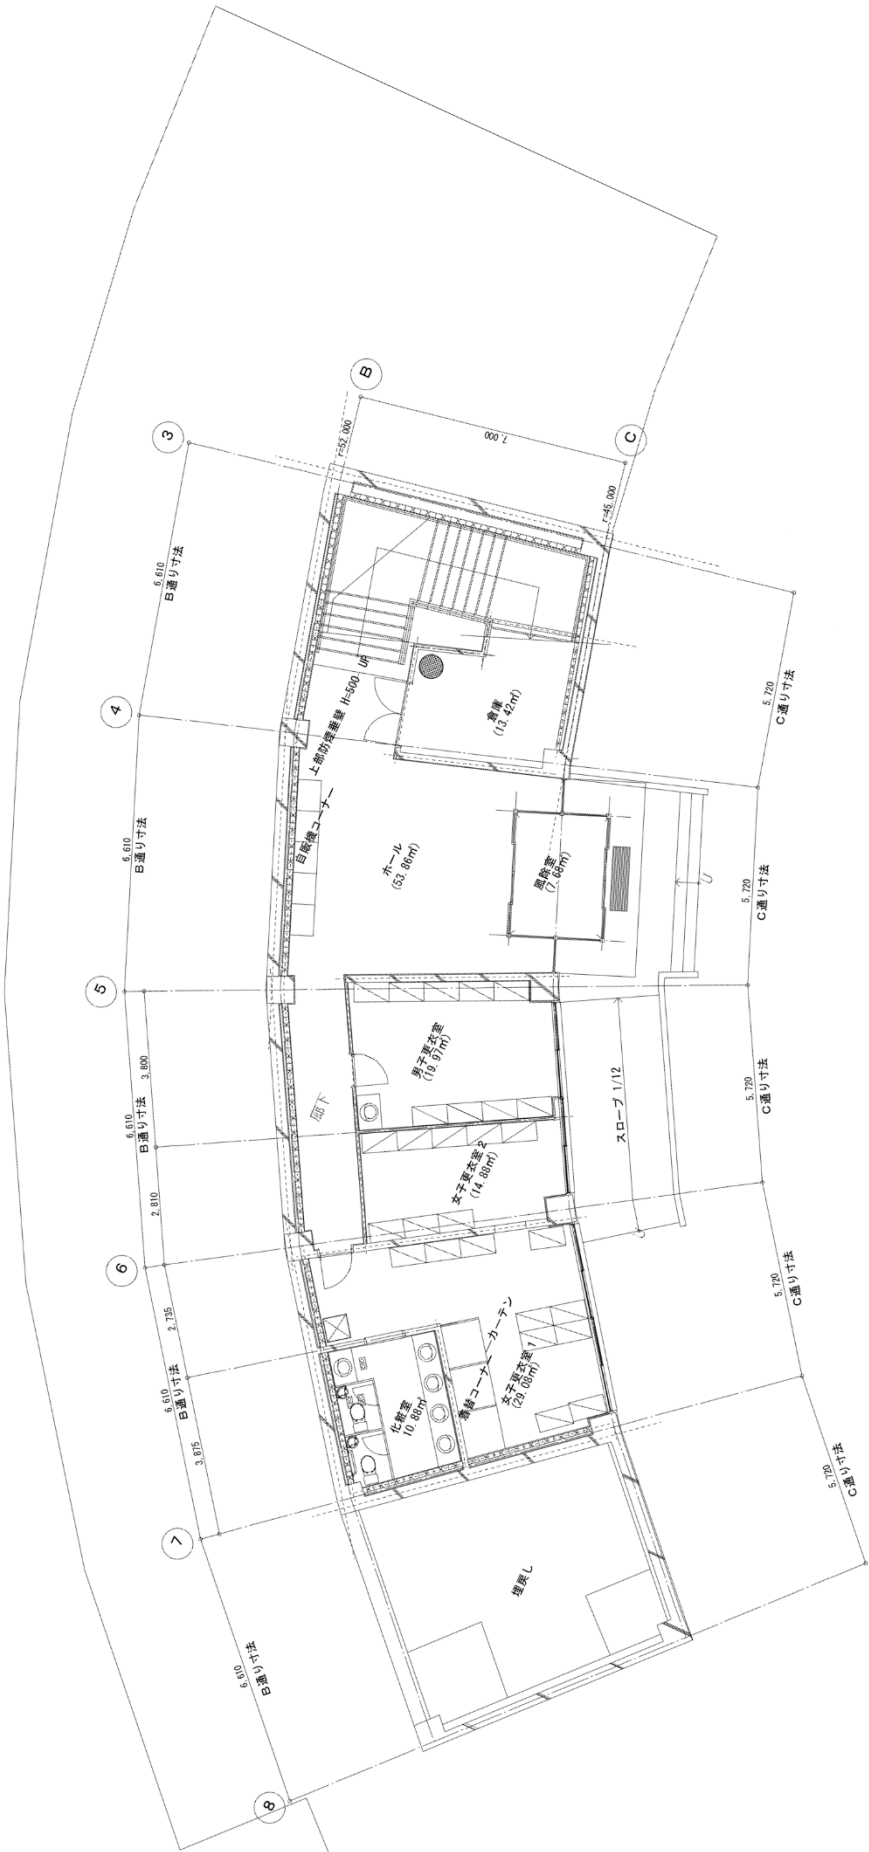 B
3
C
r=52,000
7,000
r=45,000
6,610
B通り寸法
5,720
C通り寸法
4
上部防煙垂壁 H=500
UP
倉庫
(13.42㎡)
自販機コーナー
6,610
B通り寸法
ホール
(53.86㎡)
風除室
(7.68㎡)
U
5,720
C通り寸法
5
3,800
6,610
B通り寸法
2,810
廊下
男子更衣室
(19.97㎡)
スロープ 1/12
5,720
C通り寸法
女子更衣室 2
(14.88㎡)
U
6
2,735
6,610
B通り寸法
3,875
化粧室
10.88㎡
着替コーナー カーテン
女子更衣室 1
(29.08㎡)
5,720
C通り寸法
7
埋戻し
5,720
C通り寸法
6,610
B通り寸法
8